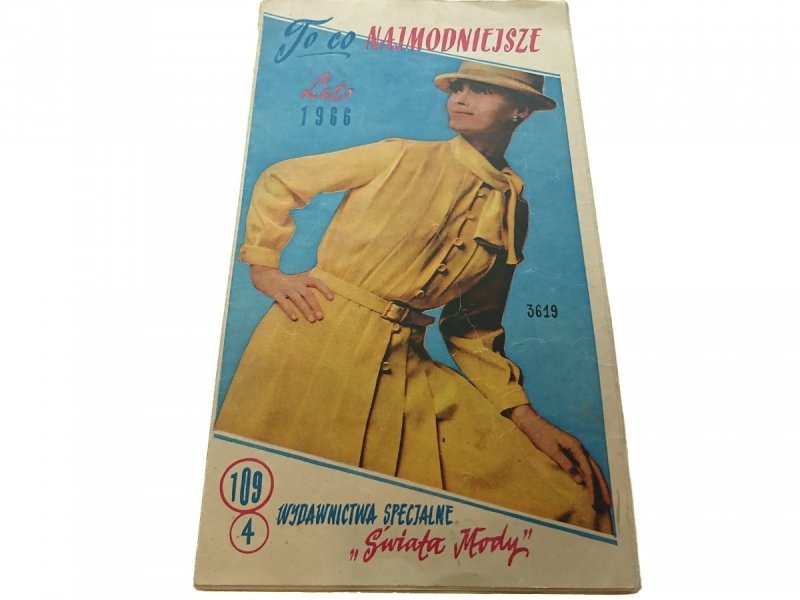 To co NAJMODNIEJSZE
Lato
1966
3619
109
4
WYDAWNICTWA SPECJALNE
„Świata Mody”